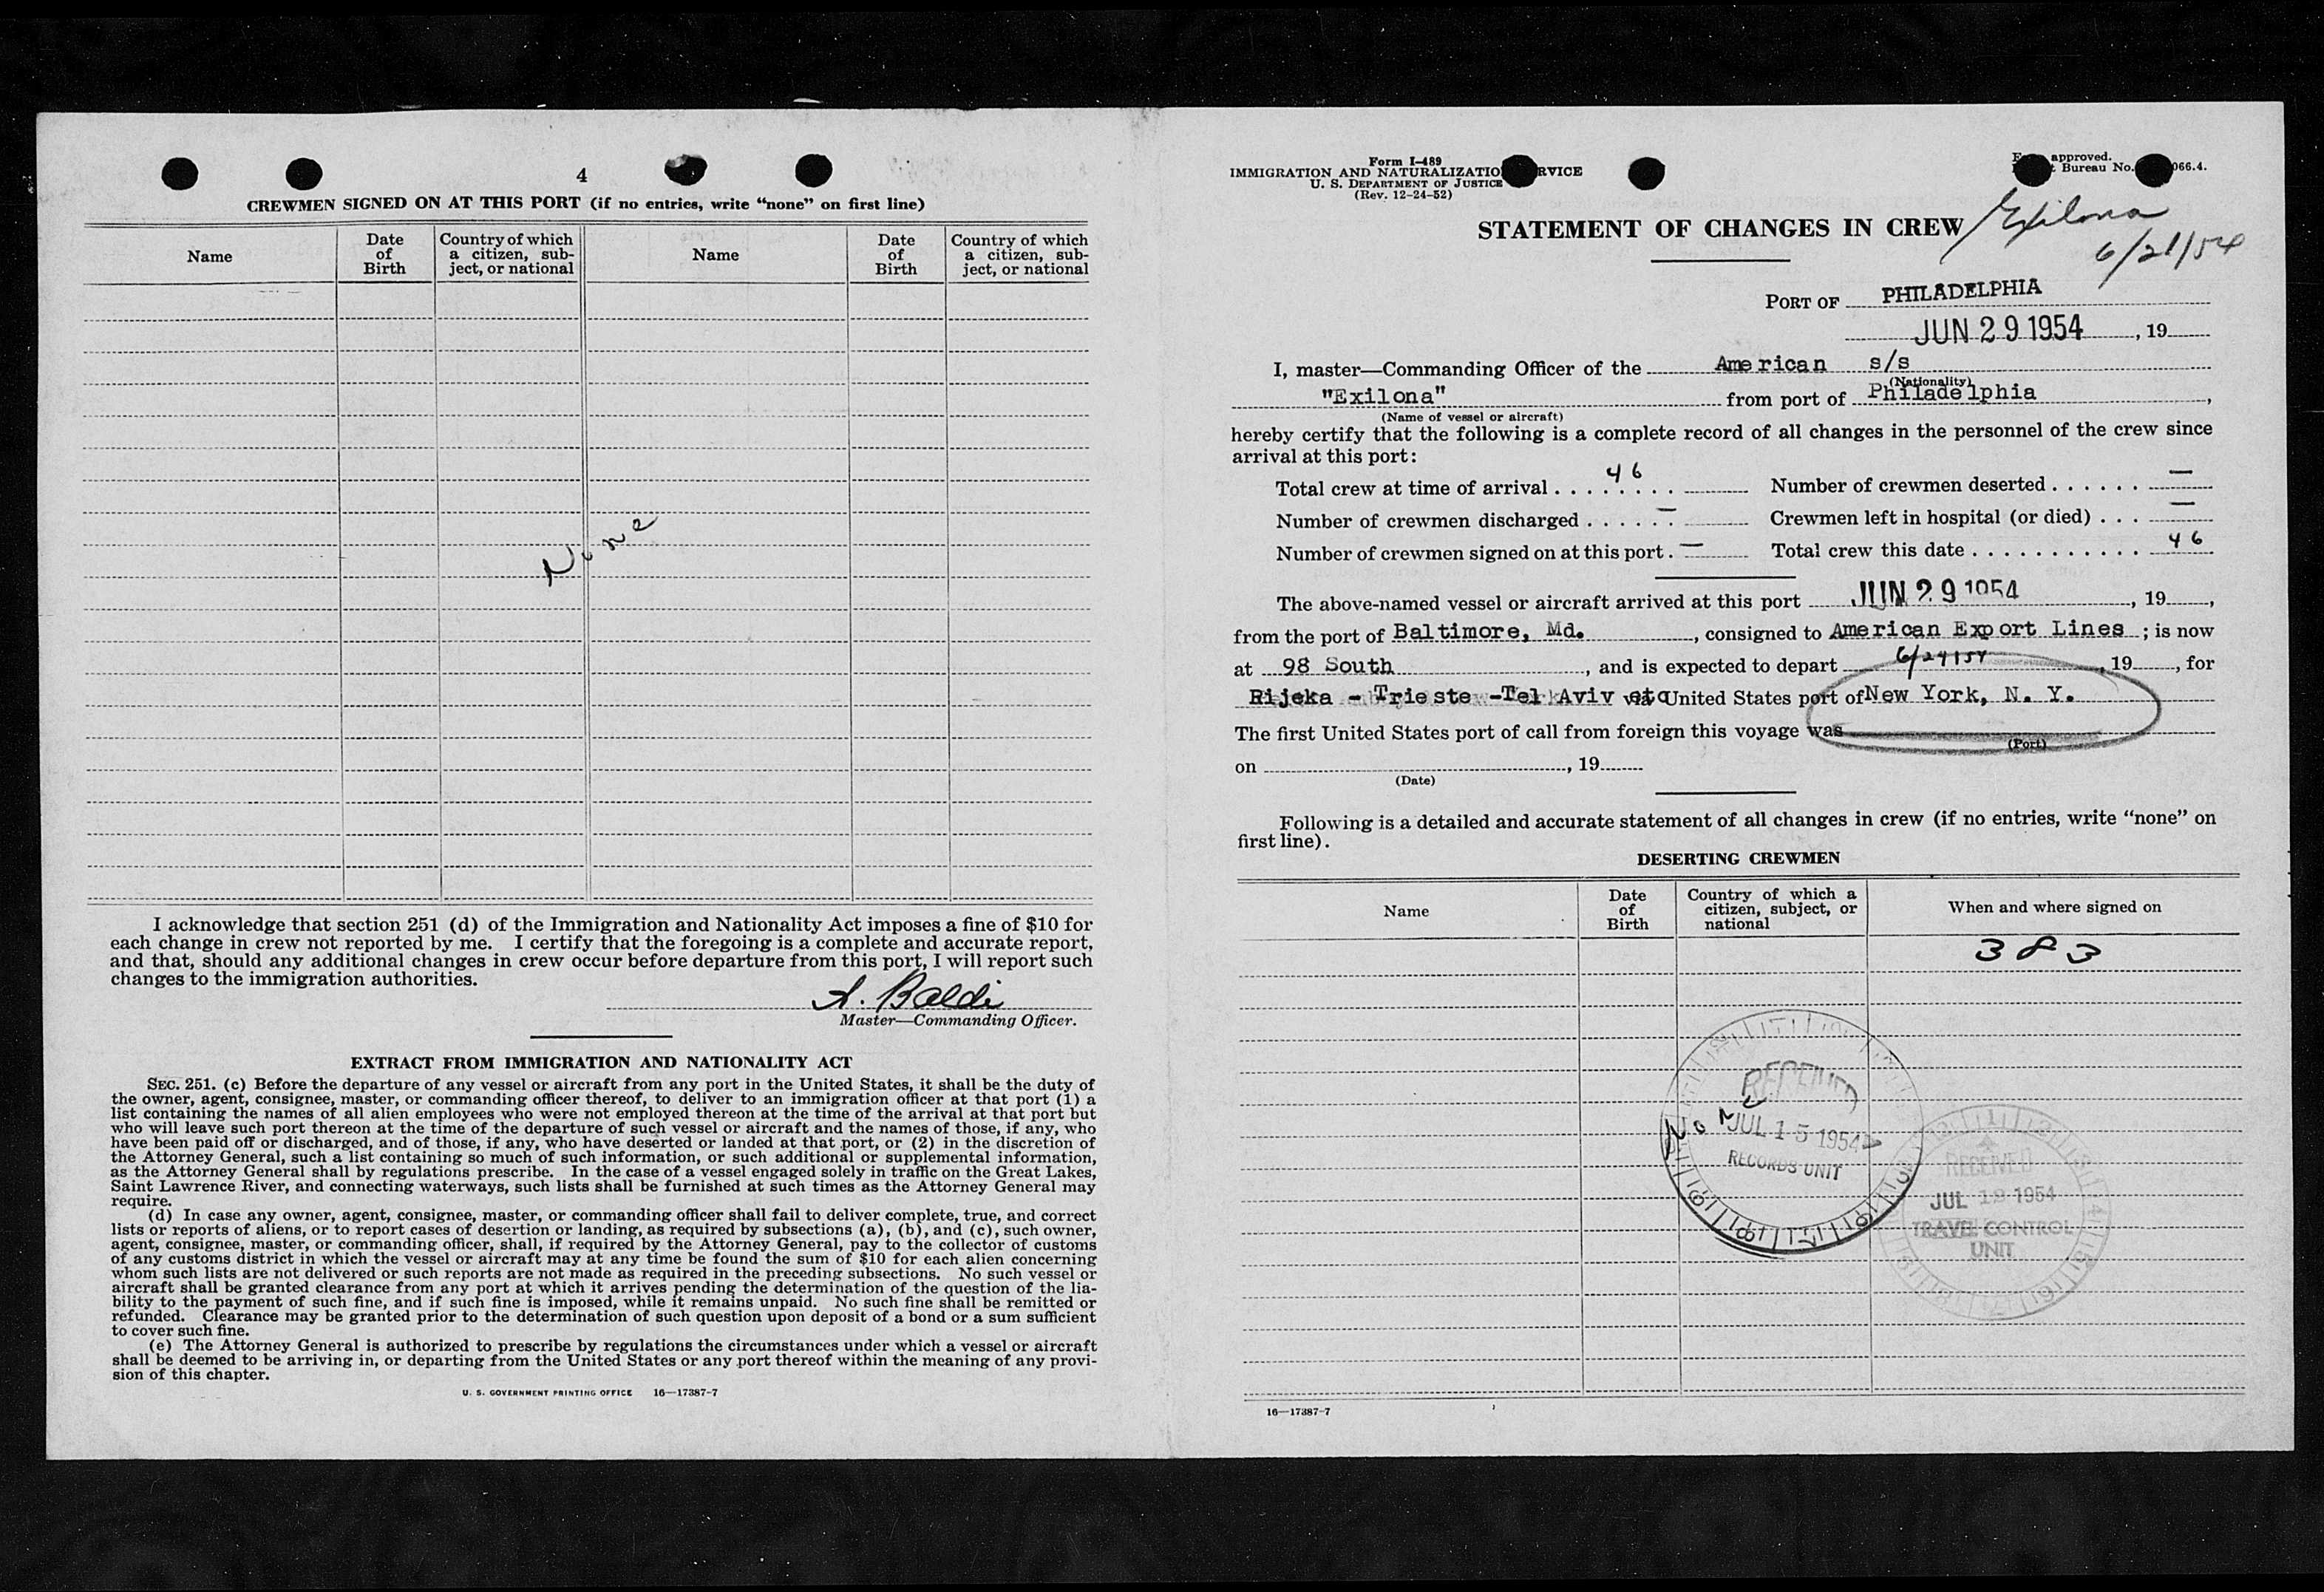 4
CREWMEN SIGNED ON AT THIS PORT (if no entries, write “none” on first line)
Name
Date of Birth
Country of which a citizen, sub-ject, or national
Name
Date of Birth
Country of which a citizen, sub-ject, or national
None
I acknowledge that section 251 (d) of the Immigration and Nationality Act imposes a fine of $10 for
each change in crew not reported by me. I certify that the foregoing is a complete and accurate report,
and that, should any additional changes in crew occur before departure from this port, I will report such
changes to the immigration authorities.
A. Baldi
Master—Commanding Officer.
EXTRACT FROM IMMIGRATION AND NATIONALITY ACT
SEC. 251. (c) Before the departure of any vessel or aircraft from any port in the United States, it shall be the duty of
the owner, agent, consignee, master, or commanding officer thereof, to deliver to an immigration officer at that port (1) a
list containing the names of all alien employees who were not employed thereon at the time of the arrival at that port but
who will leave such port thereon at the time of the departure of such vessel or aircraft and the names of those, if any, who
have been paid off or discharged, and of those, if any, who have deserted or landed at that port, or (2) in the discretion of
the Attorney General, such a list containing so much of such information, or such additional or supplemental information,
as the Attorney General shall by regulations prescribe. In the case of a vessel engaged solely in traffic on the Great Lakes,
Saint Lawrence River, and connecting waterways, such lists shall be furnished at such times as the Attorney General may
require.
(d) In case any owner, agent, consignee, master, or commanding officer shall fail to deliver complete, true, and correct
lists or reports of aliens, or to report cases of desertion or landing, as required by subsections (a), (b), and (c), such owner,
agent, consignee, master, or commanding officer, shall, if required by the Attorney General, pay to the collector of customs
of any customs district in which the vessel or aircraft may at any time be found the sum of $10 for each alien concerning
whom such lists are not delivered or such reports are not made as required in the preceding subsections. No such vessel or
aircraft shall be granted clearance from any port at which it arrives pending the determination of the question of the lia-
bility to the payment of such fine, and if such fine is imposed, while it remains unpaid. No such fine shall be remitted or
refunded. Clearance may be granted prior to the determination of such question upon deposit of a bond or a sum sufficient
to cover such fine.
(e) The Attorney General is authorized to prescribe by regulations the circumstances under which a vessel or aircraft
shall be deemed to be arriving in, or departing from the United States or any port thereof within the meaning of any provi-
sion of this chapter.
U. S. GOVERNMENT PRINTING OFFICE 16—17387-7
Form I-489
IMMIGRATION AND NATURALIZATIO RVICE
U. S. DEPARTMENT OF JUSTICE
(Rev. 12-24-52)
approved.
Bureau No. 066.4.
STATEMENT OF CHANGES IN CREW
Exilona
6/21/54
PORT OF PHILADELPHIA
JUN 29 1954, 19
I, master—Commanding Officer of the American s/s
(Nationality)
"Exilona" from port of Philadelphia,
(Name of vessel or aircraft)
hereby certify that the following is a complete record of all changes in the personnel of the crew since
arrival at this port:
Total crew at time of arrival . . . . . . . . 46
Number of crewmen deserted . . . . . . —
Number of crewmen discharged . . . . . . —
Crewmen left in hospital (or died) . . . —
Number of crewmen signed on at this port . —
Total crew this date . . . . . . . . . . . 46
The above-named vessel or aircraft arrived at this port JUN 29 1954, 19,
from the port of Baltimore, Md., consigned to American Export Lines ; is now
at 98 South, and is expected to depart 6/29/54, 19, for
Rijeka - Trieste -Tel Aviv etc via United States port of New York, N. Y.
The first United States port of call from foreign this voyage was
(Port)
on , 19
(Date)
Following is a detailed and accurate statement of all changes in crew (if no entries, write “none” on
first line).
DESERTING CREWMEN
Name
Date of Birth
Country of which a citizen, subject, or national
When and where signed on
383
None
RECEIVED
JUL 15 1954
RECORDS UNIT
RECEIVED
JUL 19 1954
TRAVEL CONTROL
UNIT
16—17387-7